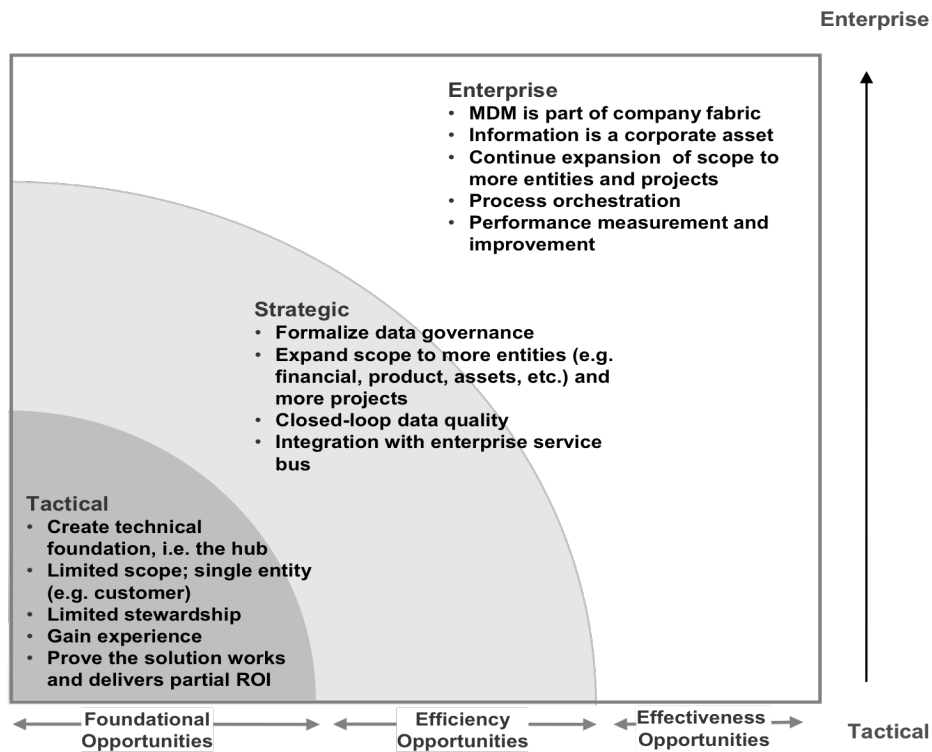 Enterprise
Enterprise
• MDM is part of company fabric
• Information is a corporate asset
• Continue expansion of scope to
more entities and projects
• Process orchestration
• Performance measurement and
improvement
Strategic
• Formalize data governance
• Expand scope to more entities (e.g.
financial, product, assets, etc.) and
more projects
• Closed-loop data quality
• Integration with enterprise service
bus
Tactical
• Create technical
foundation, i.e. the hub
• Limited scope; single entity
(e.g. customer)
• Limited stewardship
• Gain experience
• Prove the solution works
and delivers partial ROI
Foundational
Opportunities
Efficiency
Opportunities
Effectiveness
Opportunities
Tactical